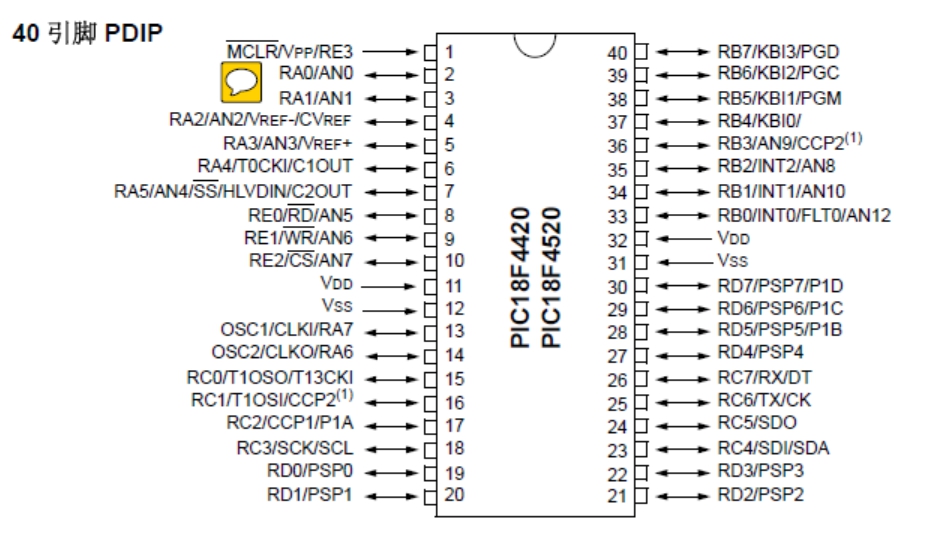 40 引脚 PDIP
MCLR/VPP/RE3 1
RA0/AN0 2
RA1/AN1 3
RA2/AN2/VREF-/CVREF 4
RA3/AN3/VREF+ 5
RA4/T0CKI/C1OUT 6
RA5/AN4/SS/HLVDIN/C2OUT 7
RE0/RD/AN5 8
RE1/WR/AN6 9
RE2/CS/AN7 10
VDD 11
VSS 12
OSC1/CLKI/RA7 13
OSC2/CLKO/RA6 14
RC0/T1OSO/T13CKI 15
RC1/T1OSI/CCP2(1) 16
RC2/CCP1/P1A 17
RC3/SCK/SCL 18
RD0/PSP0 19
RD1/PSP1 20
PIC18F4420
PIC18F4520
40 RB7/KBI3/PGD
39 RB6/KBI2/PGC
38 RB5/KBI1/PGM
37 RB4/KBI0/
36 RB3/AN9/CCP2(1)
35 RB2/INT2/AN8
34 RB1/INT1/AN10
33 RB0/INT0/FLT0/AN12
32 VDD
31 VSS
30 RD7/PSP7/P1D
29 RD6/PSP6/P1C
28 RD5/PSP5/P1B
27 RD4/PSP4
26 RC7/RX/DT
25 RC6/TX/CK
24 RC5/SDO
23 RC4/SDI/SDA
22 RD3/PSP3
21 RD2/PSP2